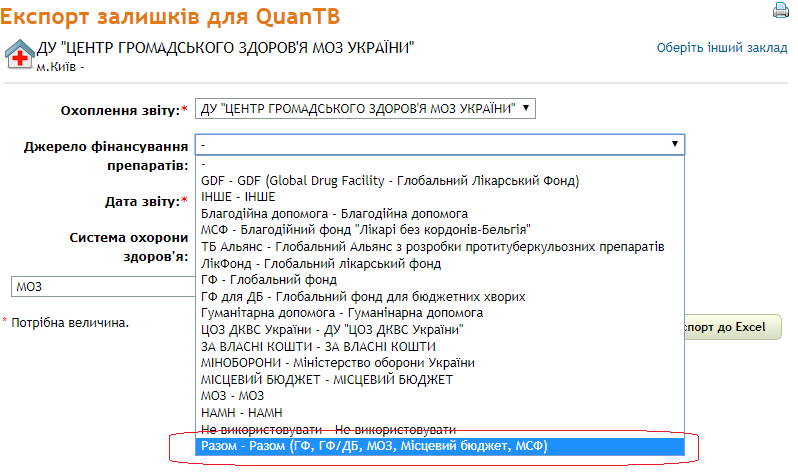 Експорт залишків для QuanTB
ДУ "ЦЕНТР ГРОМАДСЬКОГО ЗДОРОВ'Я МОЗ УКРАЇНИ"
м.Київ -
Оберіть інший заклад
Охоплення звіту:* ДУ "ЦЕНТР ГРОМАДСЬКОГО ЗДОРОВ'Я МОЗ УКРАЇНИ"
Джерело фінансування препаратів: -
-
GDF - GDF (Global Drug Facility - Глобальний Лікарський Фонд)
ІНШЕ - ІНШЕ
Благодійна допомога - Благодійна допомога
МСФ - Благодійний фонд "Лікарі без кордонів-Бельгія"
ТБ Альянс - Глобальний Альянс з розробки протитуберкульозних препаратів
ЛікФонд - Глобальний лікарський фонд
ГФ - Глобальний фонд
ГФ для ДБ - Глобальний фонд для бюджетних хворих
Гуманітарна допомога - Гуманінарна допомога
ЦОЗ ДКВС України - ДУ "ЦОЗ ДКВС України"
ЗА ВЛАСНІ КОШТИ - ЗА ВЛАСНІ КОШТИ
МІНОБОРОНИ - Міністерство оборони України
МІСЦЕВИЙ БЮДЖЕТ - МІСЦЕВИЙ БЮДЖЕТ
МОЗ - МОЗ
НАМН - НАМН
Не використовувати - Не використовувати
Разом - Разом (ГФ, ГФ/ДБ, МОЗ, Місцевий бюджет, МСФ)
Дата звіту:*
Система охорони
здоров'я:
МОЗ
* Потрібна величина.
спорт до Excel